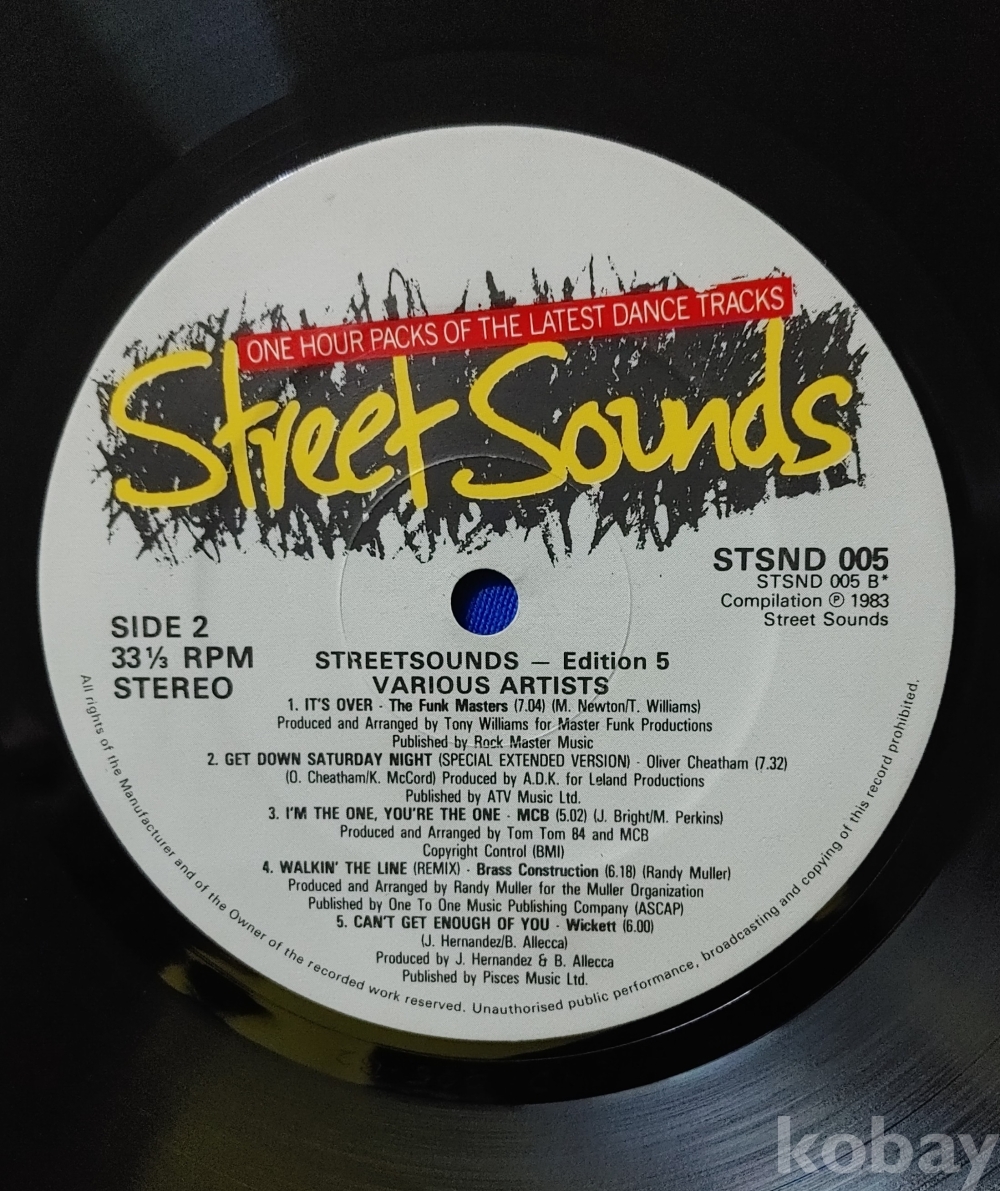 ONE HOUR PACKS OF THE LATEST DANCE TRACKS
Street Sounds
STSND 005
STSND 005 B*
Compilation ℗ 1983
Street Sounds
SIDE 2
33⅓ RPM
STEREO
STREETSOUNDS — Edition 5
VARIOUS ARTISTS
1. IT'S OVER - The Funk Masters (7.04) (M. Newton/T. Williams)
Produced and Arranged by Tony Williams for Master Funk Productions
Published by Rock Master Music
2. GET DOWN SATURDAY NIGHT (SPECIAL EXTENDED VERSION) - Oliver Cheatham (7.32)
(O. Cheatham/K. McCord) Produced by A.D.K. for Leland Productions
Published by ATV Music Ltd.
3. I'M THE ONE, YOU'RE THE ONE - MCB (5.02) (J. Bright/M. Perkins)
Produced and Arranged by Tom Tom 84 and MCB
Copyright Control (BMI)
4. WALKIN' THE LINE (REMIX) - Brass Construction (6.18) (Randy Muller)
Produced and Arranged by Randy Muller for the Muller Organization
Published by One To One Music Publishing Company (ASCAP)
5. CAN'T GET ENOUGH OF YOU - Wickett (6.00)
(J. Hernandez/B. Allecca)
Produced by J. Hernandez & B. Allecca
Published by Pisces Music Ltd.
All rights of the Manufacturer and of the Owner of the recorded work reserved. Unauthorised public performance, broadcasting and copying of this record prohibited.
kobay